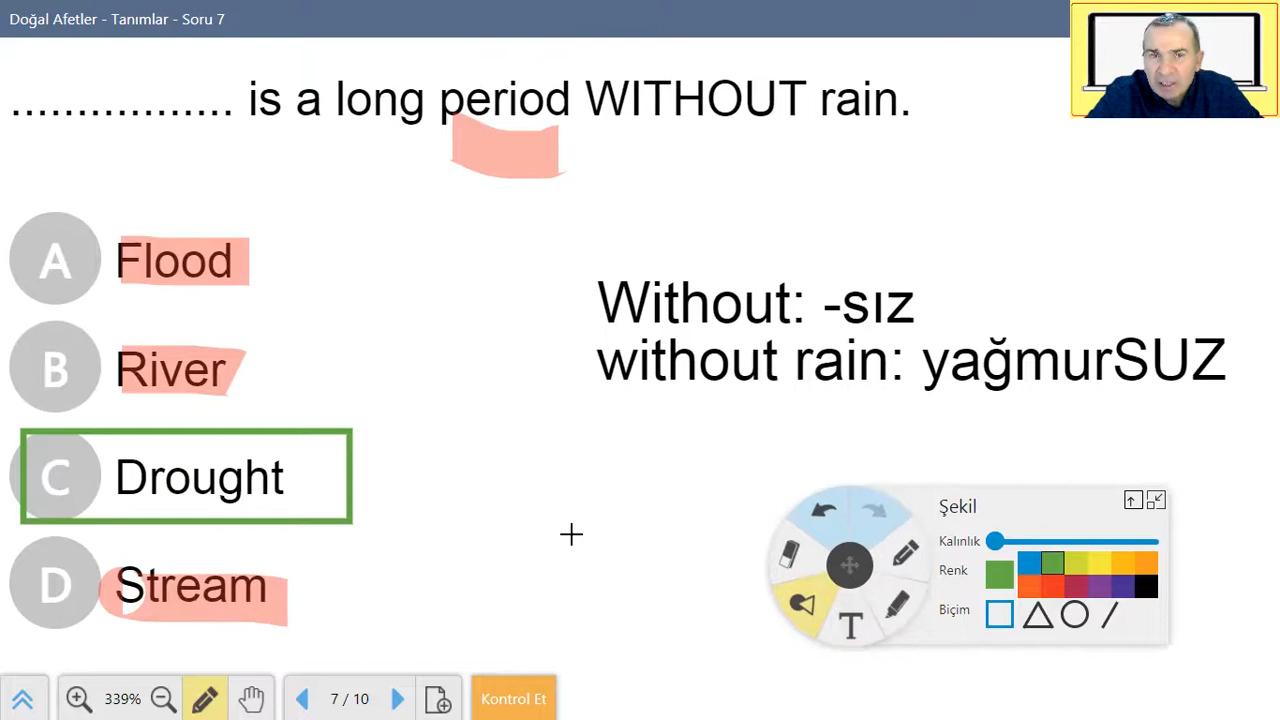 Doğal Afetler - Tanımlar - Soru 7
................. is a long period WITHOUT rain.
A Flood
B River
C Drought
D Stream
Without: -sız
without rain: yağmurSUZ
Şekil
Kalınlık
Renk
Biçim
T
339%
7 / 10
Kontrol Et